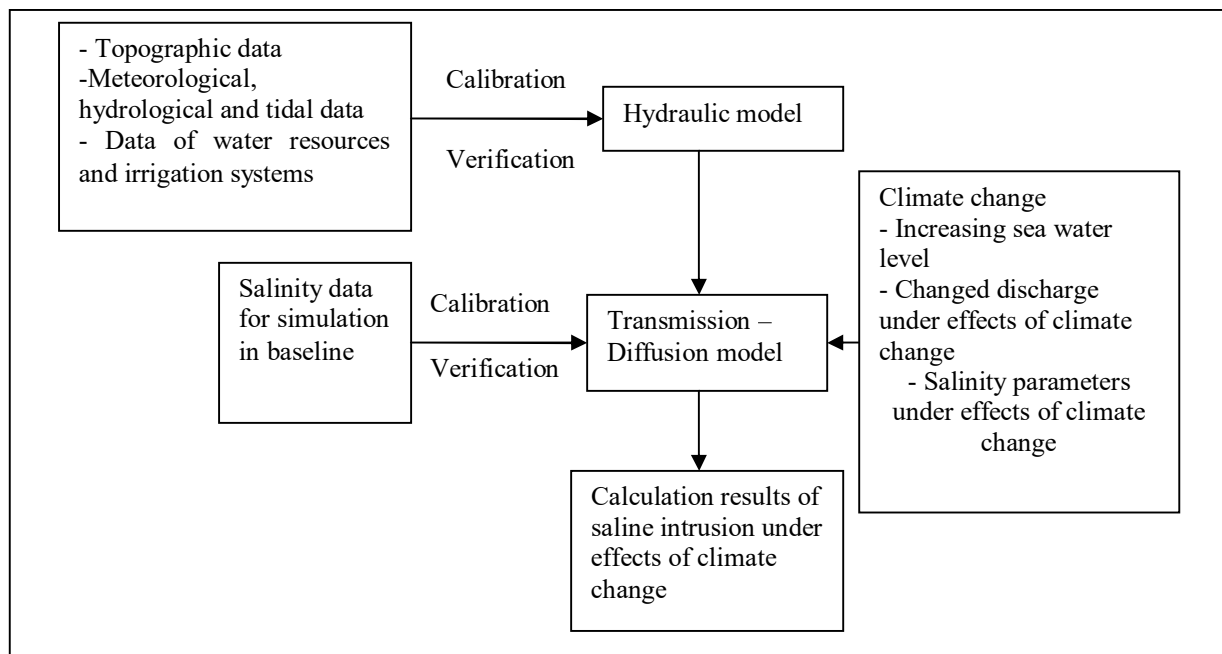 - Topographic data
-Meteorological,
hydrological and tidal data
- Data of water resources
and irrigation systems
Calibration
Verification
Hydraulic model
Climate change
- Increasing sea water
level
- Changed discharge
under effects of climate
change
- Salinity parameters
under effects of climate
change
Salinity data
for simulation
in baseline
Calibration
Verification
Transmission –
Diffusion model
Calculation results of
saline intrusion under
effects of climate
change